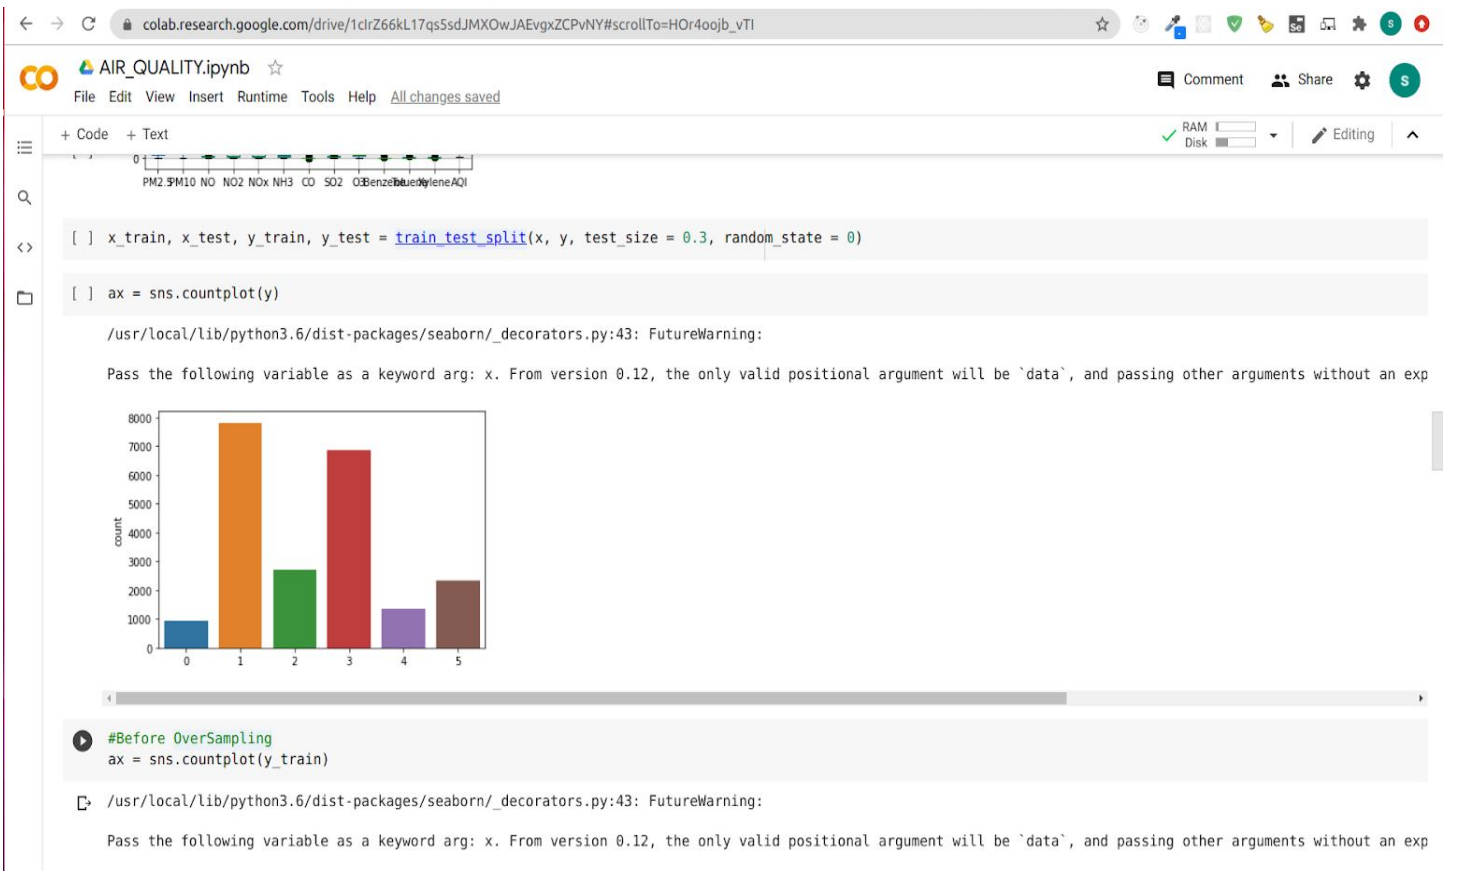 colab.research.google.com/drive/1clrZ66kL17qs5sdJMXOwJAEvgxZCPvNY#scrollTo=HOr4oojb_vTI
Se
S
CO
AIR_QUALITY.ipynb
Comment
Share
S
File Edit View Insert Runtime Tools Help All changes saved
+ Code + Text
RAM
Disk
Editing
0
PM2.5 PM10 NO NO2 NOx NH3 CO SO2 O3 Benzene Toluene Xylene AQI
[ ] x_train, x_test, y_train, y_test = train_test_split(x, y, test_size = 0.3, random_state = 0)
[ ] ax = sns.countplot(y)
/usr/local/lib/python3.6/dist-packages/seaborn/_decorators.py:43: FutureWarning:
Pass the following variable as a keyword arg: x. From version 0.12, the only valid positional argument will be `data`, and passing other arguments without an exp
8000
7000
6000
5000
4000
3000
2000
1000
0
count
0 1 2 3 4 5
#Before OverSampling
ax = sns.countplot(y_train)
/usr/local/lib/python3.6/dist-packages/seaborn/_decorators.py:43: FutureWarning:
Pass the following variable as a keyword arg: x. From version 0.12, the only valid positional argument will be `data`, and passing other arguments without an exp